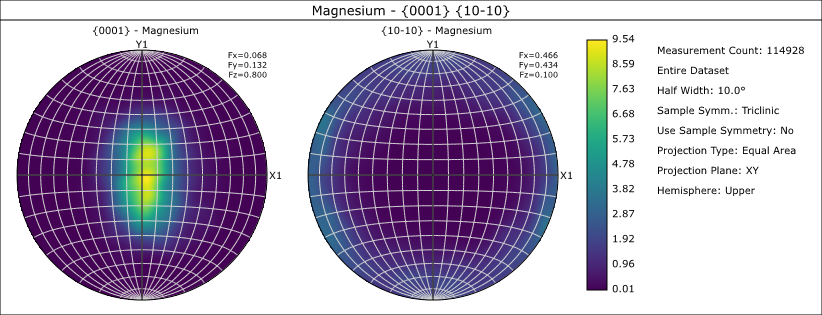 Magnesium - {0001} {10-10}
{0001} - Magnesium
Y1
Fx=0.068
Fy=0.132
Fz=0.800
X1
{10-10} - Magnesium
Y1
Fx=0.466
Fy=0.434
Fz=0.100
X1
9.54
8.59
7.63
6.68
5.73
4.78
3.82
2.87
1.92
0.96
0.01
Measurement Count: 114928
Entire Dataset
Half Width: 10.0°
Sample Symm.: Triclinic
Use Sample Symmetry: No
Projection Type: Equal Area
Projection Plane: XY
Hemisphere: Upper